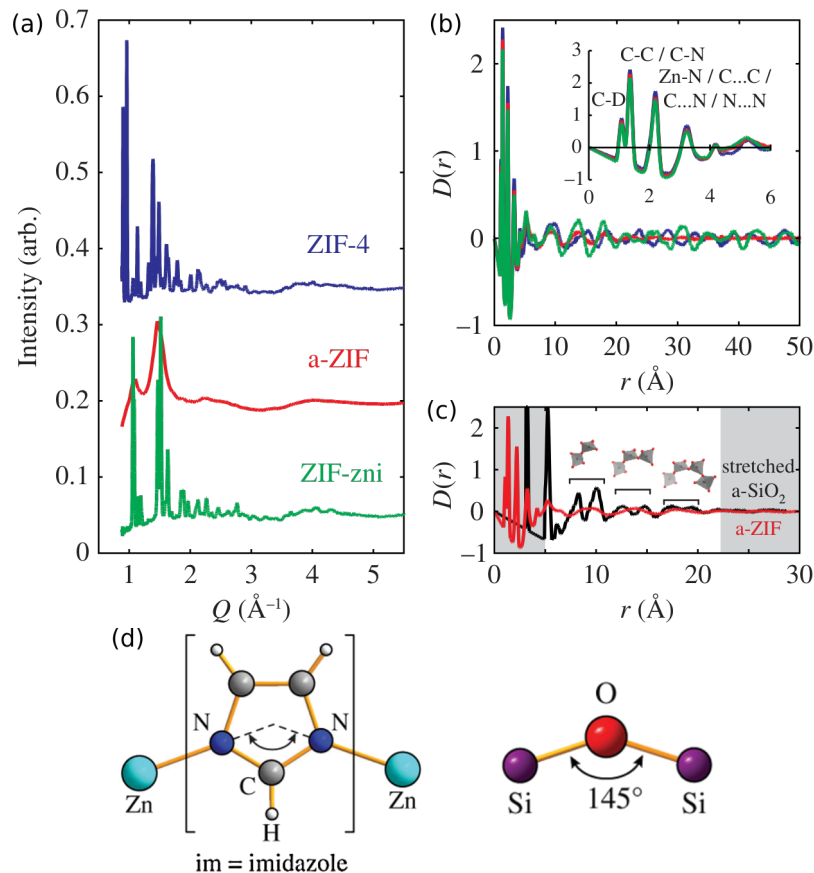 (a)
0.7
0.6
0.5
0.4
0.3
0.2
0.1
0
Intensity (arb.)
ZIF-4
a-ZIF
ZIF-zni
1 2 3 4 5
Q (Å⁻¹)
(b)
2
1
0
−1
D(r)
C-C / C-N
Zn-N / C...C /
C-D
C...N / N...N
3
2
1
0
−1
0 2 4 6
0 10 20 30 40 50
r (Å)
(c)
2
1
0
−1
D(r)
stretched
a-SiO₂
a-ZIF
0 10 20 30
r (Å)
(d)
N N
C
Zn Zn
H
im = imidazole
O
Si Si
145°